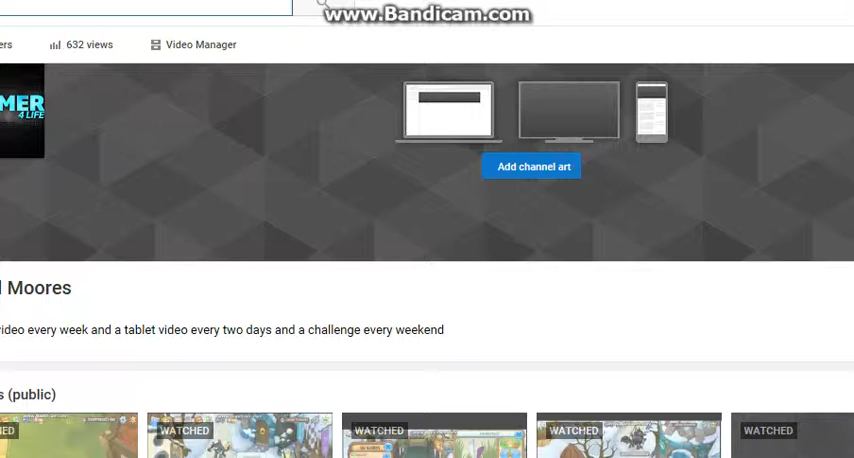 www.Bandicam.com
ers
632 views
Video Manager
MER
4 LIFE
Add channel art
Moores
video every week and a tablet video every two days and a challenge every weekend
s (public)
WATCHED
WATCHED
WATCHED
WATCHED